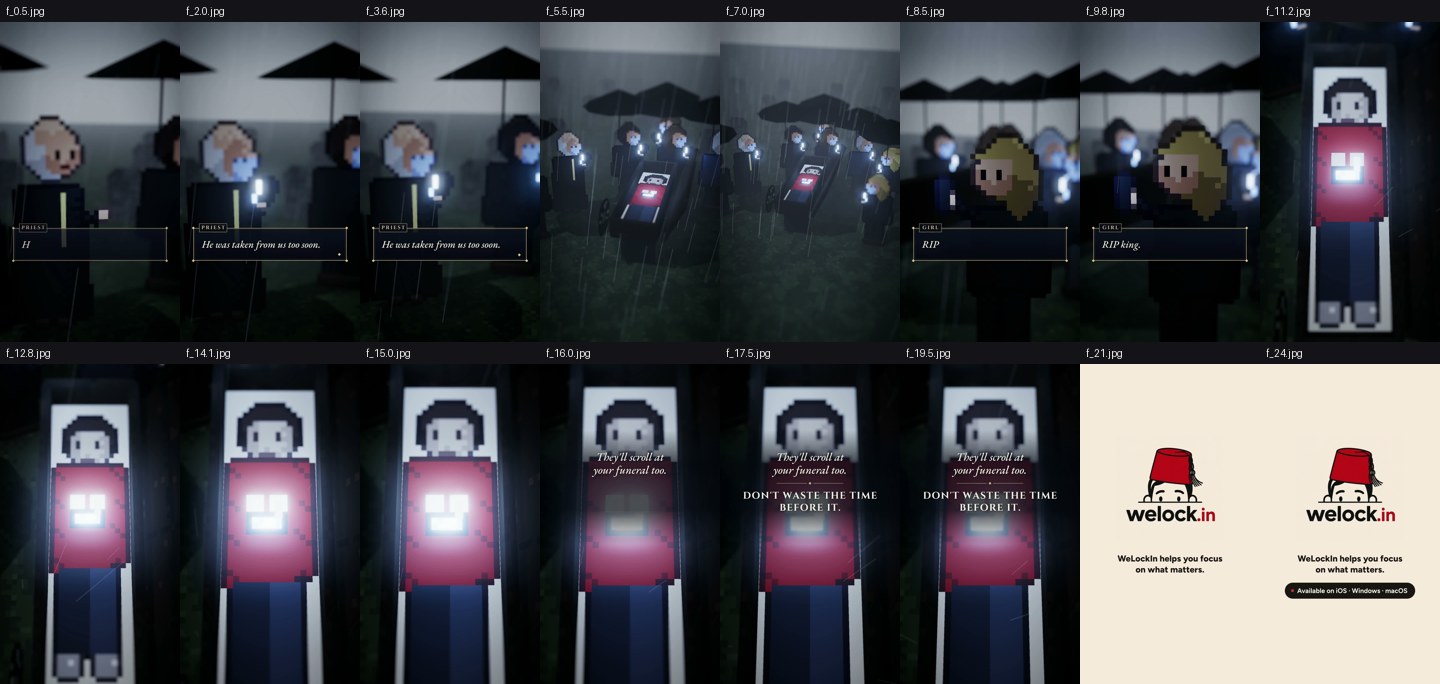 f_0.5.jpg
f_2.0.jpg
f_3.6.jpg
f_5.5.jpg
f_7.0.jpg
f_8.5.jpg
f_9.8.jpg
f_11.2.jpg
PRIEST
H
PRIEST
He was taken from us too soon.
PRIEST
He was taken from us too soon.
GIRL
RIP
GIRL
RIP king.
f_12.8.jpg
f_14.1.jpg
f_15.0.jpg
f_16.0.jpg
f_17.5.jpg
f_19.5.jpg
f_21.jpg
f_24.jpg
They'll scroll at
your funeral too.
They'll scroll at
your funeral too.
DON'T WASTE THE TIME
BEFORE IT.
They'll scroll at
your funeral too.
DON'T WASTE THE TIME
BEFORE IT.
welock.in
WeLockIn helps you focus
on what matters.
welock.in
WeLockIn helps you focus
on what matters.
Available on iOS · Windows · macOS